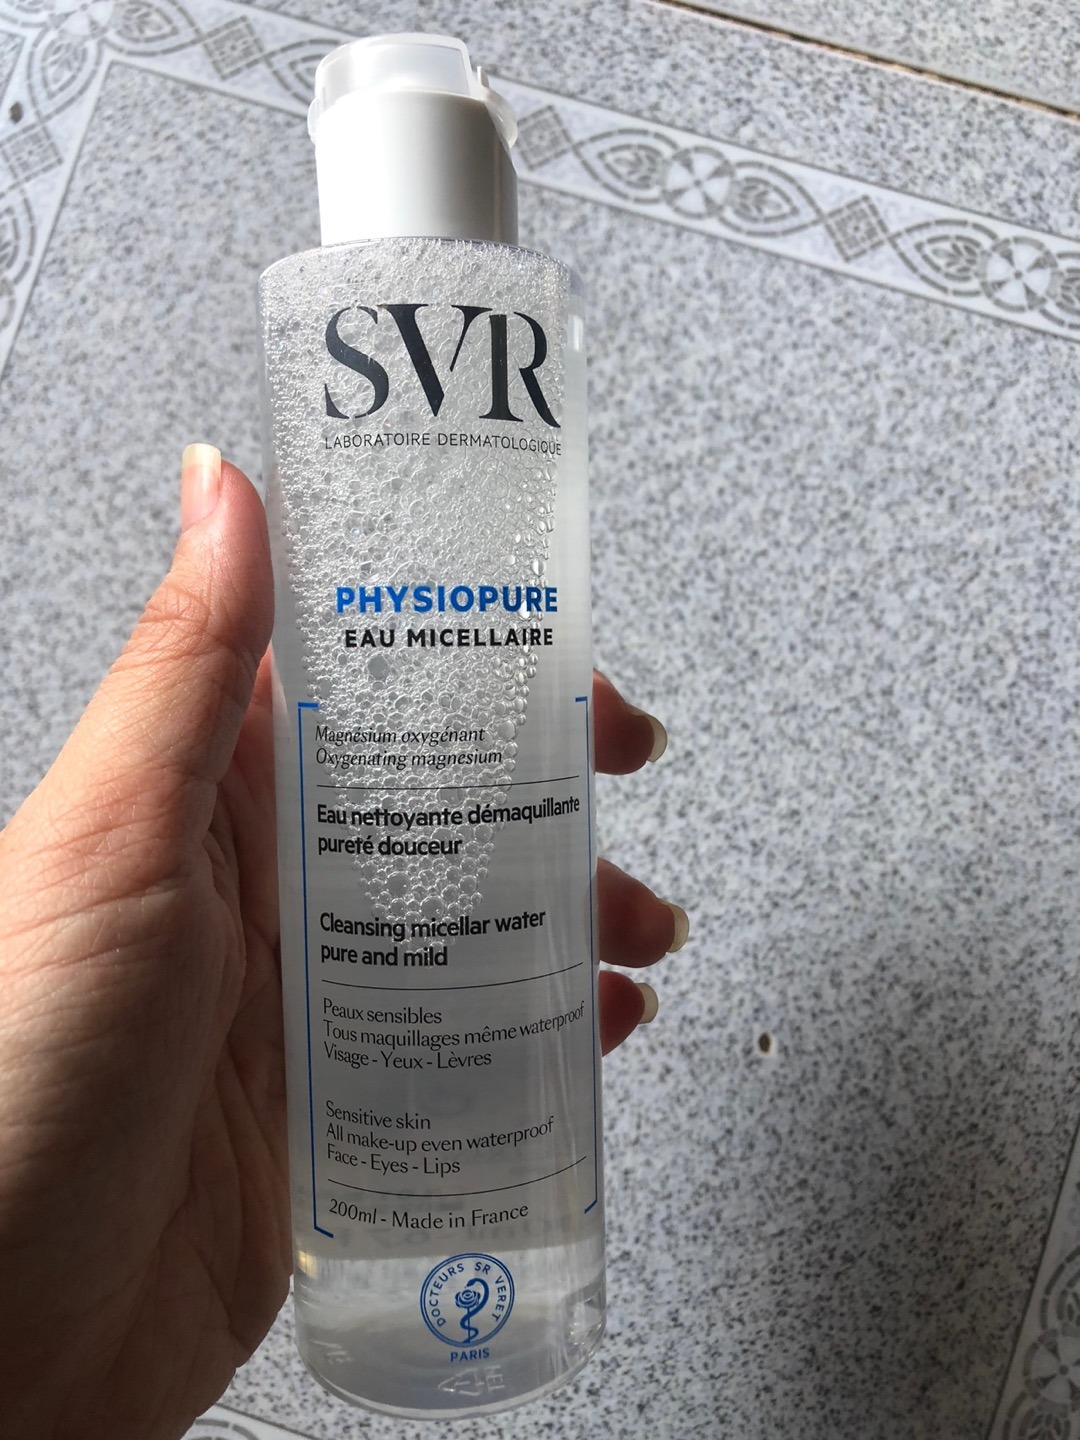 SVR
LABORATOIRE DERMATOLOGIQUE
PHYSIOPURE
EAU MICELLAIRE
Magnésium oxygénant
Oxygenating magnesium
Eau nettoyante démaquillante
pureté douceur
Cleansing micellar water
pure and mild
Peaux sensibles
Tous maquillages même waterproof
Visage - Yeux - Lèvres
Sensitive skin
All make-up even waterproof
Face - Eyes - Lips
200ml - Made in France
DOCTEURS SR VERET
PARIS